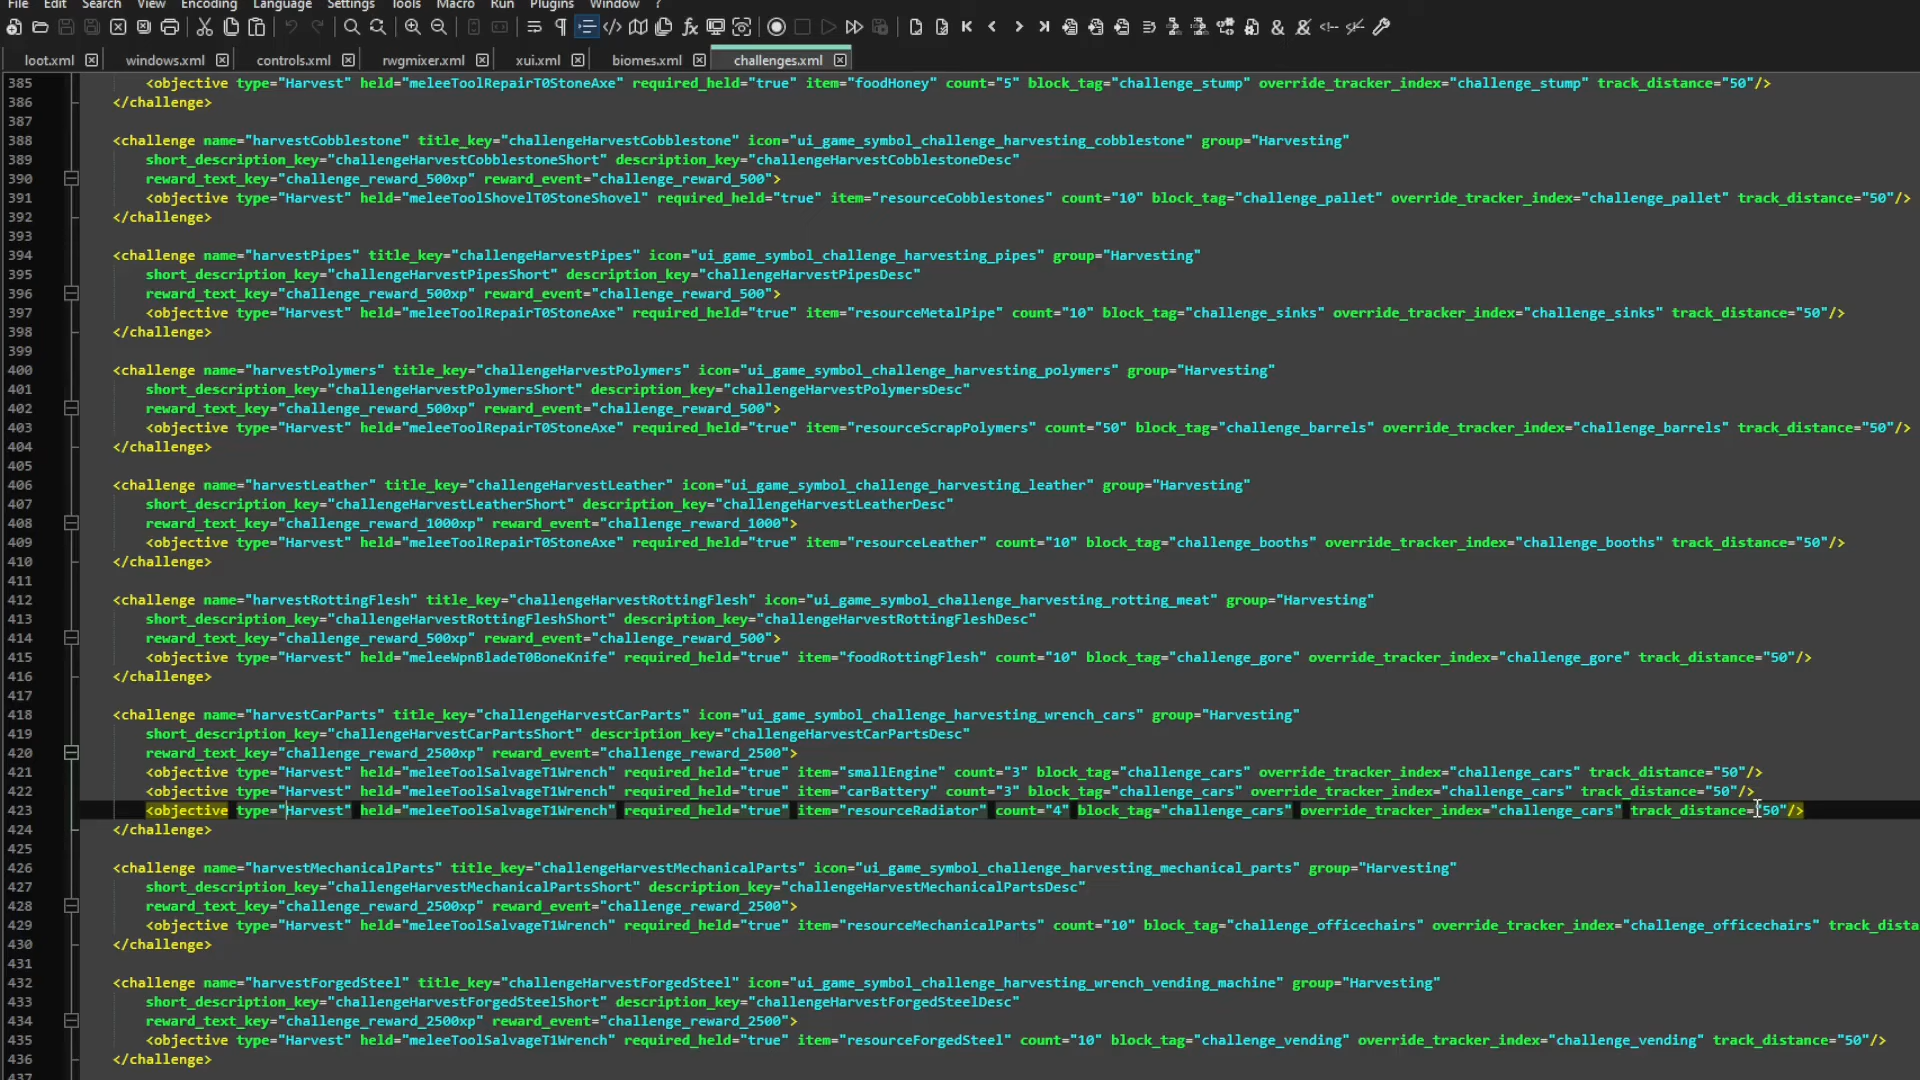 File Edit Search View Encoding Language Settings Tools Macro Run Plugins Window ?
loot.xml windows.xml controls.xml rwgmixer.xml xui.xml biomes.xml challenges.xml
385 <objective type="Harvest" held="meleeToolRepairT0StoneAxe" required_held="true" item="foodHoney" count="5" block_tag="challenge_stump" override_tracker_index="challenge_stump" track_distance="50"/>
386 </challenge>
387
388 <challenge name="harvestCobblestone" title_key="challengeHarvestCobblestone" icon="ui_game_symbol_challenge_harvesting_cobblestone" group="Harvesting"
389 short_description_key="challengeHarvestCobblestoneShort" description_key="challengeHarvestCobblestoneDesc"
390 reward_text_key="challenge_reward_500xp" reward_event="challenge_reward_500">
391 <objective type="Harvest" held="meleeToolShovelT0StoneShovel" required_held="true" item="resourceCobblestones" count="10" block_tag="challenge_pallet" override_tracker_index="challenge_pallet" track_distance="50"/>
392 </challenge>
393
394 <challenge name="harvestPipes" title_key="challengeHarvestPipes" icon="ui_game_symbol_challenge_harvesting_pipes" group="Harvesting"
395 short_description_key="challengeHarvestPipesShort" description_key="challengeHarvestPipesDesc"
396 reward_text_key="challenge_reward_500xp" reward_event="challenge_reward_500">
397 <objective type="Harvest" held="meleeToolRepairT0StoneAxe" required_held="true" item="resourceMetalPipe" count="10" block_tag="challenge_sinks" override_tracker_index="challenge_sinks" track_distance="50"/>
398 </challenge>
399
400 <challenge name="harvestPolymers" title_key="challengeHarvestPolymers" icon="ui_game_symbol_challenge_harvesting_polymers" group="Harvesting"
401 short_description_key="challengeHarvestPolymersShort" description_key="challengeHarvestPolymersDesc"
402 reward_text_key="challenge_reward_500xp" reward_event="challenge_reward_500">
403 <objective type="Harvest" held="meleeToolRepairT0StoneAxe" required_held="true" item="resourceScrapPolymers" count="50" block_tag="challenge_barrels" override_tracker_index="challenge_barrels" track_distance="50"/>
404 </challenge>
405
406 <challenge name="harvestLeather" title_key="challengeHarvestLeather" icon="ui_game_symbol_challenge_harvesting_leather" group="Harvesting"
407 short_description_key="challengeHarvestLeatherShort" description_key="challengeHarvestLeatherDesc"
408 reward_text_key="challenge_reward_1000xp" reward_event="challenge_reward_1000">
409 <objective type="Harvest" held="meleeToolRepairT0StoneAxe" required_held="true" item="resourceLeather" count="10" block_tag="challenge_booths" override_tracker_index="challenge_booths" track_distance="50"/>
410 </challenge>
411
412 <challenge name="harvestRottingFlesh" title_key="challengeHarvestRottingFlesh" icon="ui_game_symbol_challenge_harvesting_rotting_meat" group="Harvesting"
413 short_description_key="challengeHarvestRottingFleshShort" description_key="challengeHarvestRottingFleshDesc"
414 reward_text_key="challenge_reward_500xp" reward_event="challenge_reward_500">
415 <objective type="Harvest" held="meleeWpnBladeT0BoneKnife" required_held="true" item="foodRottingFlesh" count="10" block_tag="challenge_gore" override_tracker_index="challenge_gore" track_distance="50"/>
416 </challenge>
417
418 <challenge name="harvestCarParts" title_key="challengeHarvestCarParts" icon="ui_game_symbol_challenge_harvesting_wrench_cars" group="Harvesting"
419 short_description_key="challengeHarvestCarPartsShort" description_key="challengeHarvestCarPartsDesc"
420 reward_text_key="challenge_reward_2500xp" reward_event="challenge_reward_2500">
421 <objective type="Harvest" held="meleeToolSalvageT1Wrench" required_held="true" item="smallEngine" count="3" block_tag="challenge_cars" override_tracker_index="challenge_cars" track_distance="50"/>
422 <objective type="Harvest" held="meleeToolSalvageT1Wrench" required_held="true" item="carBattery" count="3" block_tag="challenge_cars" override_tracker_index="challenge_cars" track_distance="50"/>
423 <objective type="Harvest" held="meleeToolSalvageT1Wrench" required_held="true" item="resourceRadiator" count="4" block_tag="challenge_cars" override_tracker_index="challenge_cars" track_distance="50"/>
424 </challenge>
425
426 <challenge name="harvestMechanicalParts" title_key="challengeHarvestMechanicalParts" icon="ui_game_symbol_challenge_harvesting_mechanical_parts" group="Harvesting"
427 short_description_key="challengeHarvestMechanicalPartsShort" description_key="challengeHarvestMechanicalPartsDesc"
428 reward_text_key="challenge_reward_2500xp" reward_event="challenge_reward_2500">
429 <objective type="Harvest" held="meleeToolSalvageT1Wrench" required_held="true" item="resourceMechanicalParts" count="10" block_tag="challenge_officechairs" override_tracker_index="challenge_officechairs" track_dista
430 </challenge>
431
432 <challenge name="harvestForgedSteel" title_key="challengeHarvestForgedSteel" icon="ui_game_symbol_challenge_harvesting_wrench_vending_machine" group="Harvesting"
433 short_description_key="challengeHarvestForgedSteelShort" description_key="challengeHarvestForgedSteelDesc"
434 reward_text_key="challenge_reward_2500xp" reward_event="challenge_reward_2500">
435 <objective type="Harvest" held="meleeToolSalvageT1Wrench" required_held="true" item="resourceForgedSteel" count="10" block_tag="challenge_vending" override_tracker_index="challenge_vending" track_distance="50"/>
436 </challenge>
437